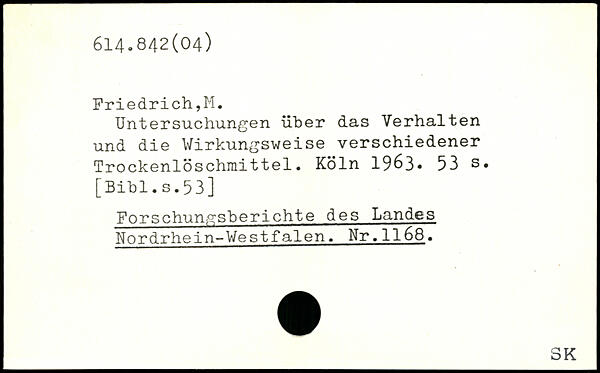 614.842(04)
Friedrich,M.
Untersuchungen über das Verhalten
und die Wirkungsweise verschiedener
Trockenlöschmittel. Köln 1963. 53 s.
[Bibl.s.53]
Forschungsberichte des Landes
Nordrhein-Westfalen. Nr.1168.
SK